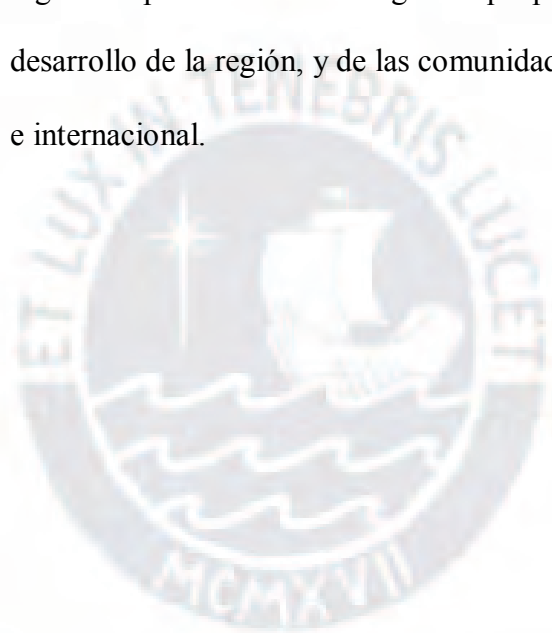 desarrollo de la región, y de las comunidad
e internacional.
ET LUX IN TENEBRIS LUCET
MCMXVII